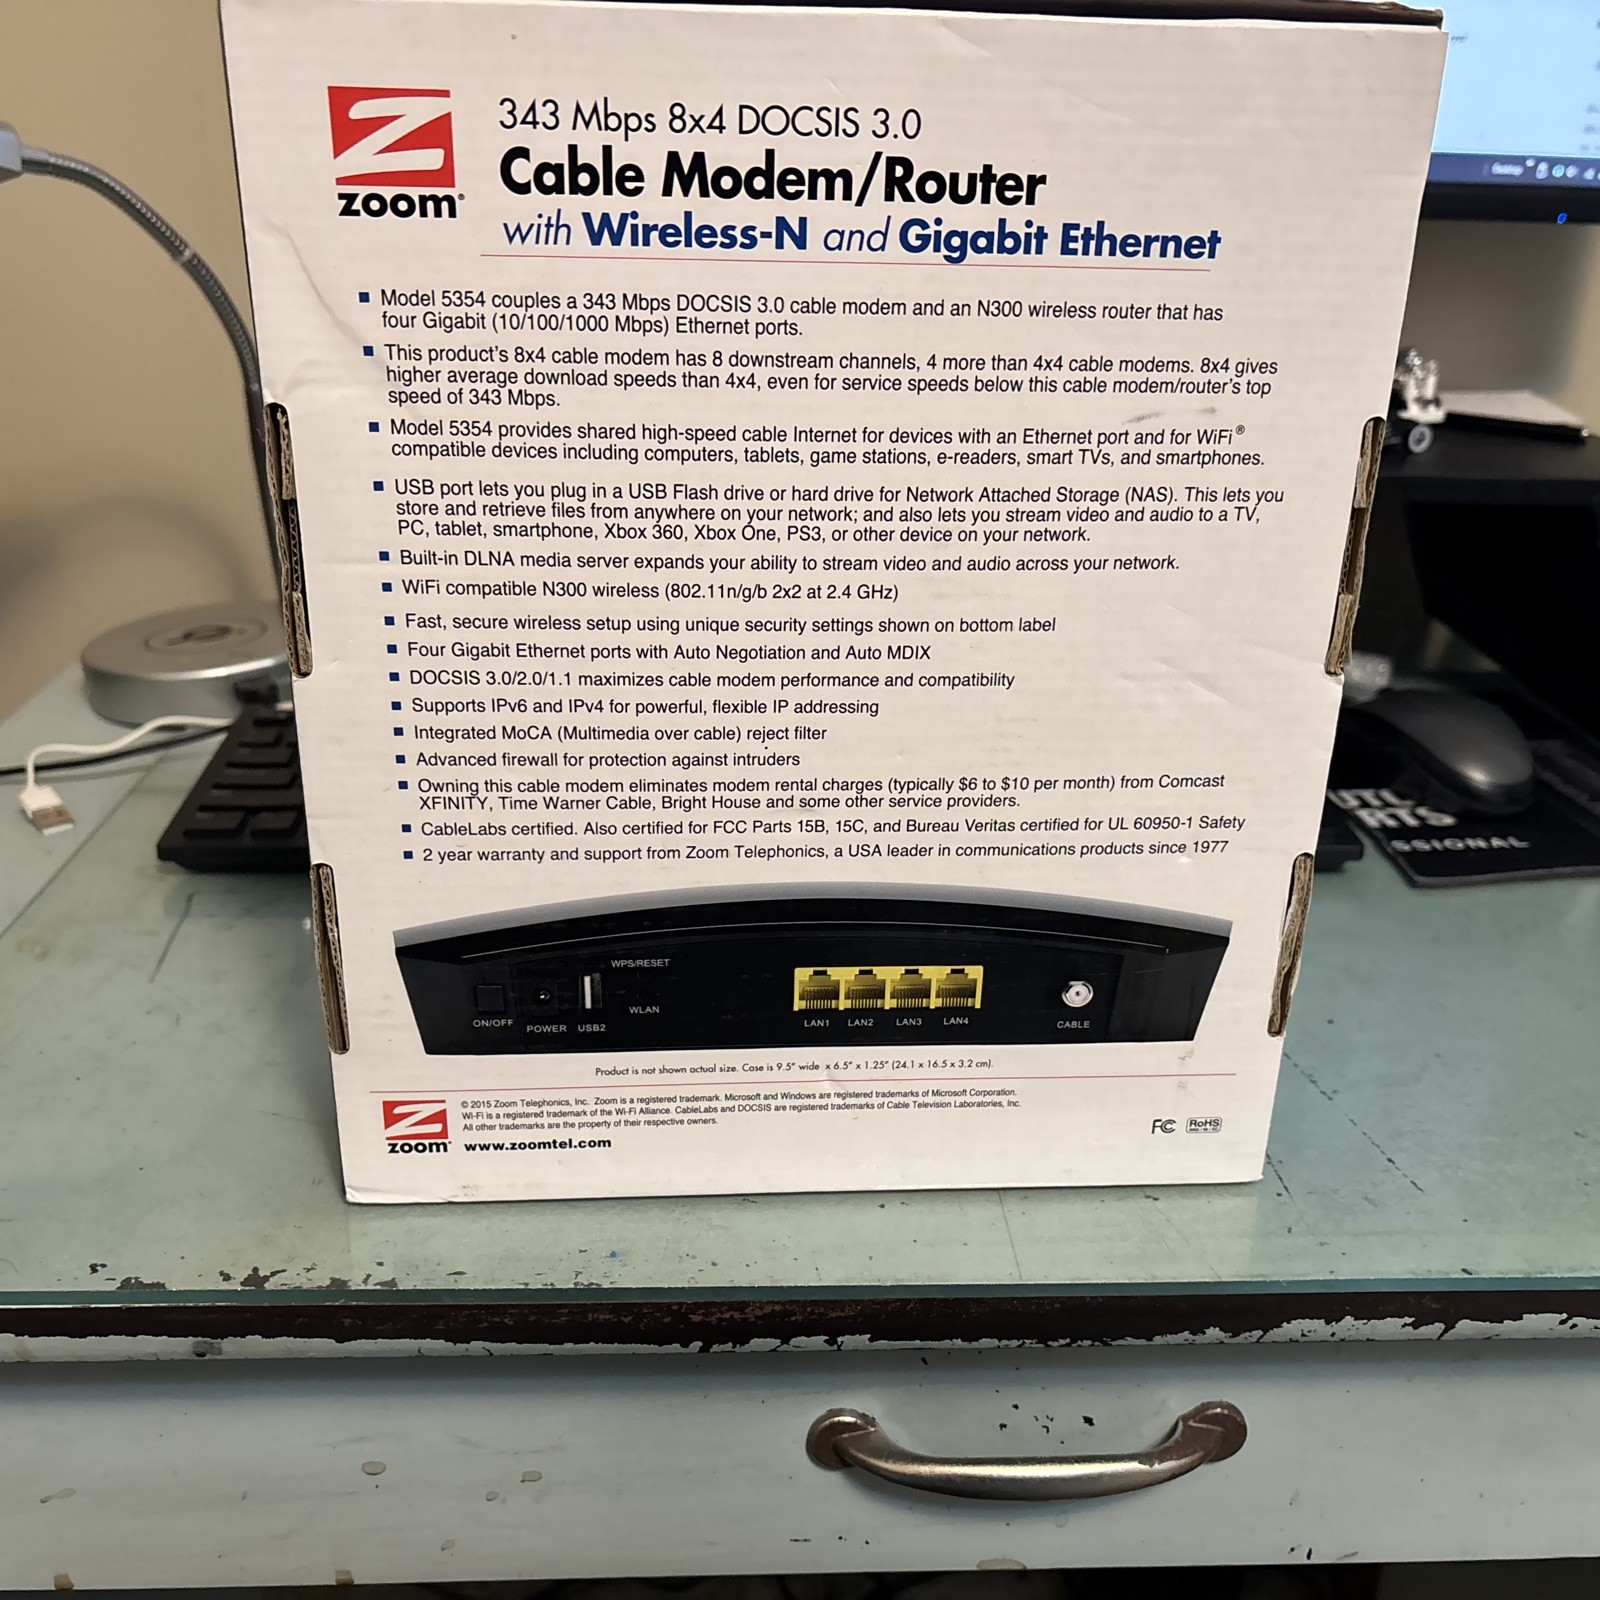 343 Mbps 8x4 DOCSIS 3.0
zoom®
Cable Modem/Router
with Wireless-N and Gigabit Ethernet
Model 5354 couples a 343 Mbps DOCSIS 3.0 cable modem and an N300 wireless router that has
four Gigabit (10/100/1000 Mbps) Ethernet ports.
This product's 8x4 cable modem has 8 downstream channels, 4 more than 4x4 cable modems. 8x4 gives
higher average download speeds than 4x4, even for service speeds below this cable modem/router's top
speed of 343 Mbps.
Model 5354 provides shared high-speed cable Internet for devices with an Ethernet port and for WiFi®
compatible devices including computers, tablets, game stations, e-readers, smart TVs, and smartphones.
USB port lets you plug in a USB Flash drive or hard drive for Network Attached Storage (NAS). This lets you
store and retrieve files from anywhere on your network; and also lets you stream video and audio to a TV,
PC, tablet, smartphone, Xbox 360, Xbox One, PS3, or other device on your network.
Built-in DLNA media server expands your ability to stream video and audio across your network.
WiFi compatible N300 wireless (802.11n/g/b 2x2 at 2.4 GHz)
Fast, secure wireless setup using unique security settings shown on bottom label
Four Gigabit Ethernet ports with Auto Negotiation and Auto MDIX
DOCSIS 3.0/2.0/1.1 maximizes cable modem performance and compatibility
Supports IPv6 and IPv4 for powerful, flexible IP addressing
Integrated MoCA (Multimedia over cable) reject filter
Advanced firewall for protection against intruders
Owning this cable modem eliminates modem rental charges (typically $6 to $10 per month) from Comcast
XFINITY, Time Warner Cable, Bright House and some other service providers.
CableLabs certified. Also certified for FCC Parts 15B, 15C, and Bureau Veritas certified for UL 60950-1 Safety
2 year warranty and support from Zoom Telephonics, a USA leader in communications products since 1977
WPS/RESET
WLAN
ON/OFF POWER USB2
LAN1 LAN2 LAN3 LAN4
CABLE
Product is not shown actual size. Case is 9.5" wide x 6.5" x 1.25" (24.1 x 16.5 x 3.2 cm).
© 2015 Zoom Telephonics, Inc. Zoom is a registered trademark. Microsoft and Windows are registered trademarks of Microsoft Corporation.
Wi-Fi is a registered trademark of the Wi-Fi Alliance. CableLabs and DOCSIS are registered trademarks of Cable Television Laboratories, Inc.
All other trademarks are the property of their respective owners.
zoom® www.zoomtel.com
FC RoHS